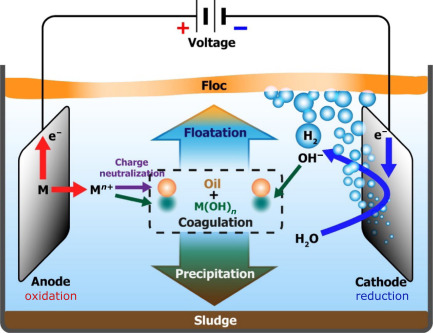 + −
Voltage
Floc
e⁻
Floatation
H₂
e⁻
OH⁻
Charge
neutralization
M
Mⁿ⁺
Oil
+
M(OH)ₙ
Coagulation
H₂O
Precipitation
Anode
oxidation
Cathode
reduction
Sludge